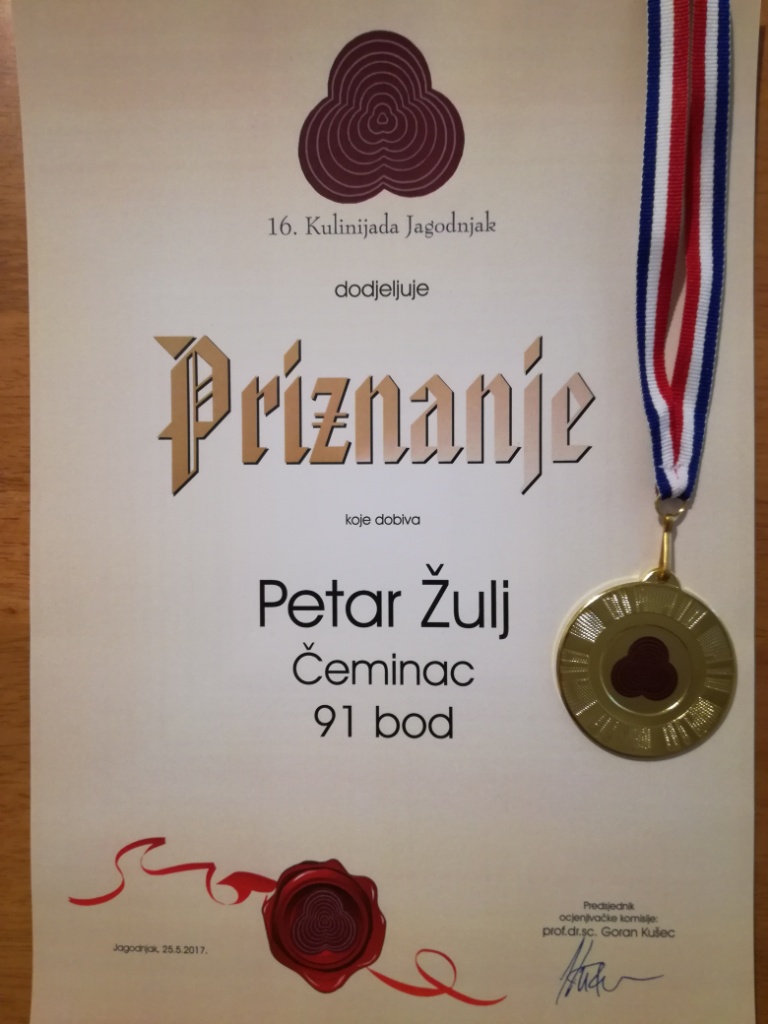 16. Kulinijada Jagodnjak
dodjeljuje
Priznanje
koje dobiva
Petar Žulj
Čeminac
91 bod
Predsjednik
ocjenjivačke komisije:
prof.dr.sc. Goran Kušec
Jagodnjak, 25.5.2017.